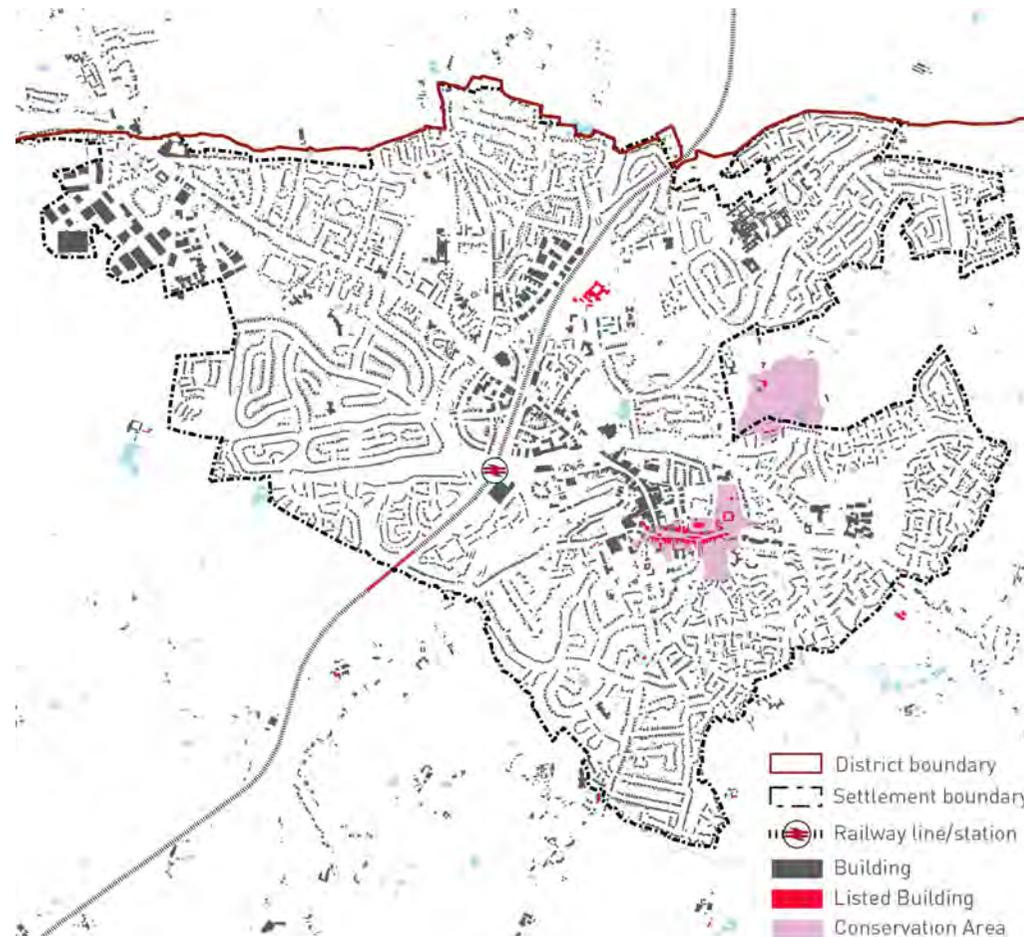 District boundary
Settlement boundary
Railway line/station
Building
Listed Building
Conservation Area